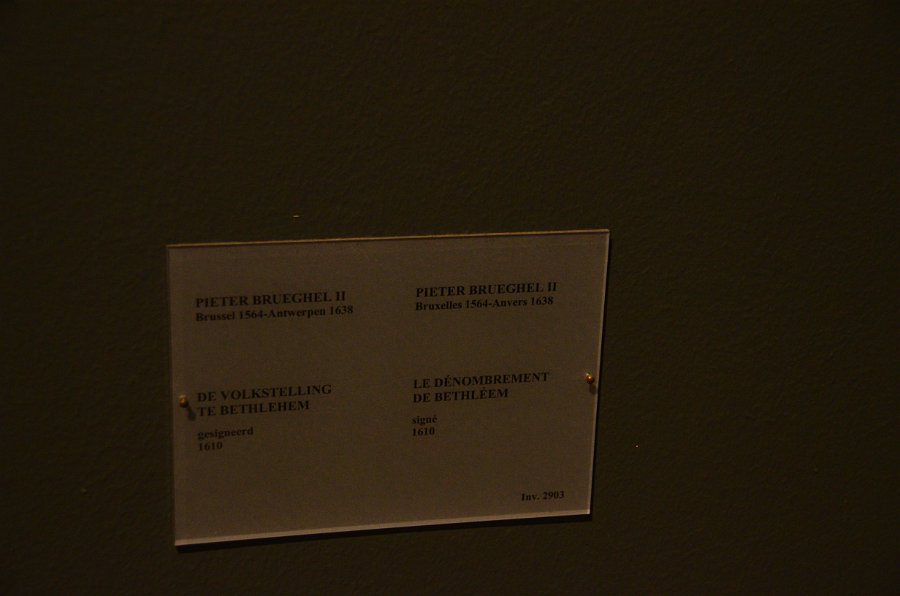 PIETER BRUEGHEL II
Brussel 1564-Antwerpen 1638
DE VOLKSTELLING
TE BETHLEHEM
gesigneerd
1610
PIETER BRUEGHEL II
Bruxelles 1564-Anvers 1638
LE DÉNOMBREMENT
DE BETHLÉEM
signé
1610
Inv. 2903